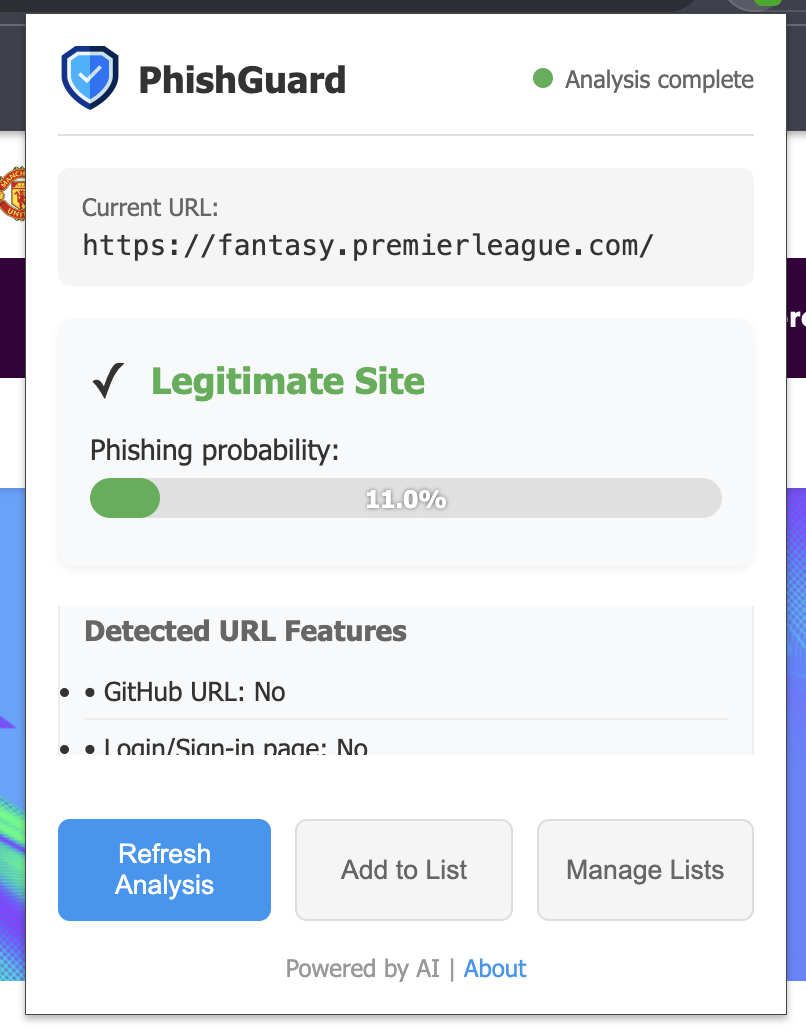 PhishGuard
Analysis complete
Current URL:
https://fantasy.premierleague.com/
✓ Legitimate Site
Phishing probability:
11.0%
Detected URL Features
• • GitHub URL: No
• • Login/Sign-in page: No
Refresh
Analysis
Add to List
Manage Lists
Powered by AI | About